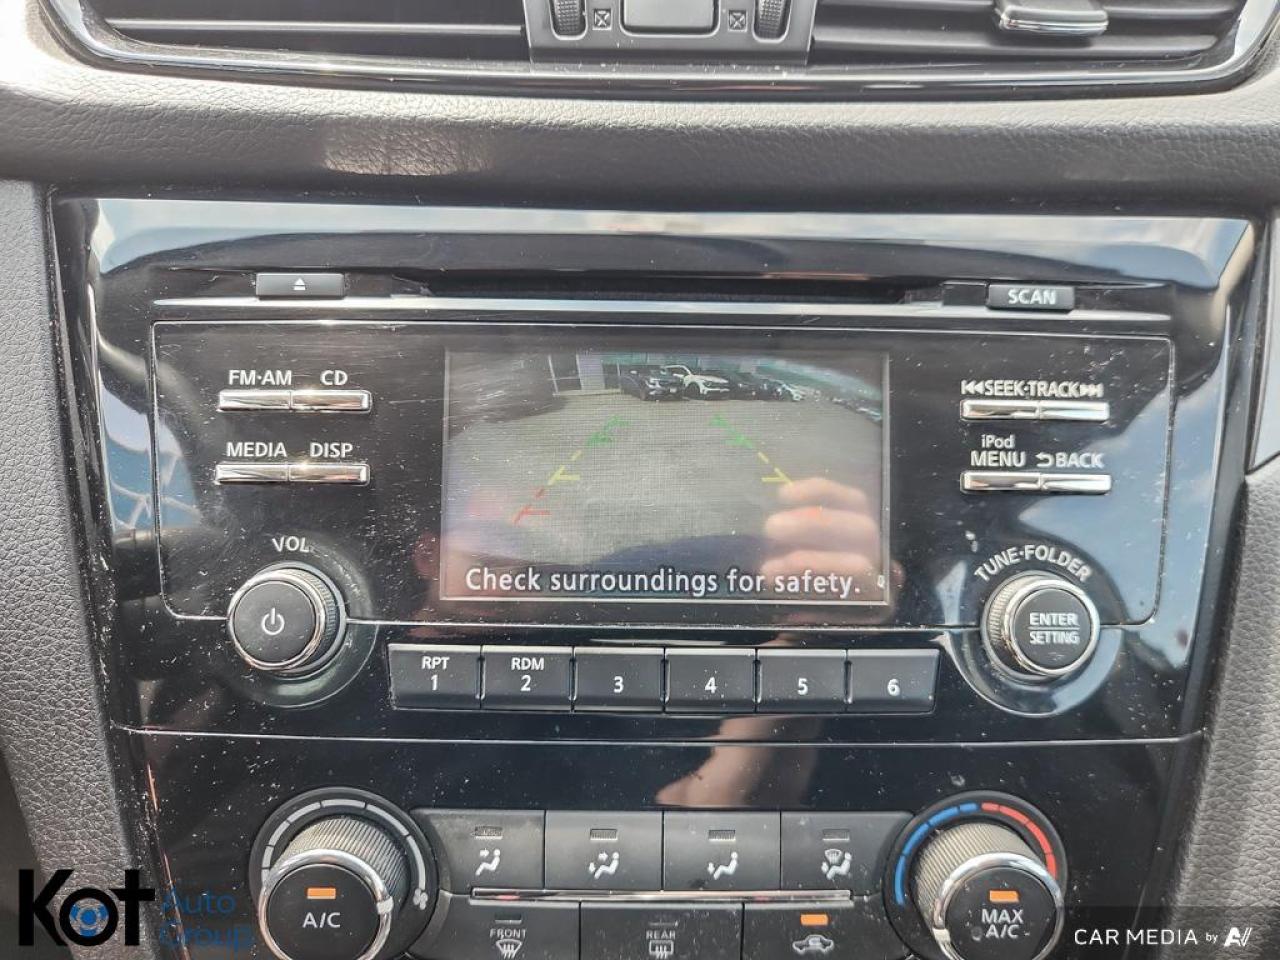 SCAN
FM·AM CD
SEEK·TRACK
MEDIA DISP
iPod
MENU BACK
VOL
TUNE·FOLDER
Check surroundings for safety.
ENTER
SETTING
RPT
1
RDM
2
3
4
5
6
A/C
MAX
A/C
FRONT
REAR
Kot Auto
Group
CAR MEDIA by